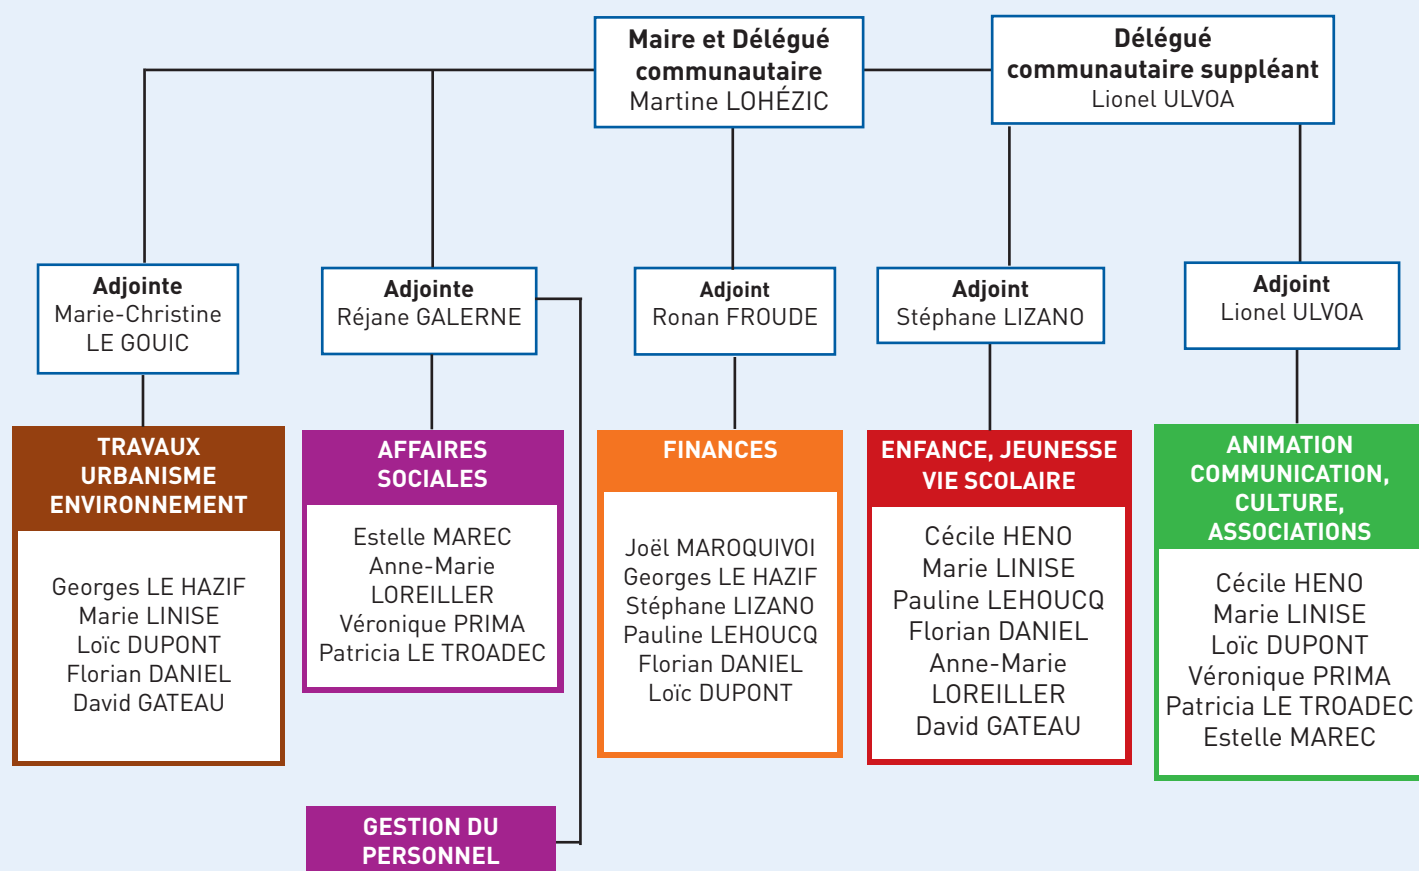 Maire et Délégué
communautaire
Martine LOHÉZIC
Délégué
communautaire suppléant
Lionel ULVOA
Adjointe
Marie-Christine
LE GOUIC
Adjointe
Réjane GALERNE
Adjoint
Ronan FROUDE
Adjoint
Stéphane LIZANO
Adjoint
Lionel ULVOA
TRAVAUX
URBANISME
ENVIRONNEMENT
Georges LE HAZIF
Marie LINISE
Loïc DUPONT
Florian DANIEL
David GATEAU
AFFAIRES
SOCIALES
Estelle MAREC
Anne-Marie
LOREILLER
Véronique PRIMA
Patricia LE TROADEC
FINANCES
Joël MAROQUIVOI
Georges LE HAZIF
Stéphane LIZANO
Pauline LEHOUCQ
Florian DANIEL
Loïc DUPONT
ENFANCE, JEUNESSE
VIE SCOLAIRE
Cécile HENO
Marie LINISE
Pauline LEHOUCQ
Florian DANIEL
Anne-Marie
LOREILLER
David GATEAU
ANIMATION
COMMUNICATION,
CULTURE,
ASSOCIATIONS
Cécile HENO
Marie LINISE
Loïc DUPONT
Véronique PRIMA
Patricia LE TROADEC
Estelle MAREC
GESTION DU
PERSONNEL